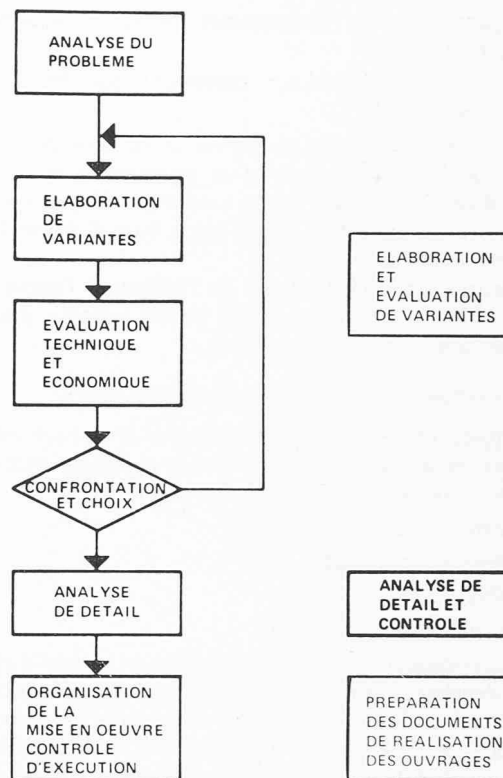 ANALYSE DU
PROBLEME
ELABORATION
DE
VARIANTES
EVALUATION
TECHNIQUE
ET
ECONOMIQUE
CONFRONTATION
ET CHOIX
ANALYSE
DE DETAIL
ORGANISATION
DE LA
MISE EN OEUVRE
CONTROLE
D'EXECUTION
ELABORATION
ET
EVALUATION
DE VARIANTES
ANALYSE DE
DETAIL ET
CONTROLE
PREPARATION
DES DOCUMENTS
DE REALISATION
DES OUVRAGES